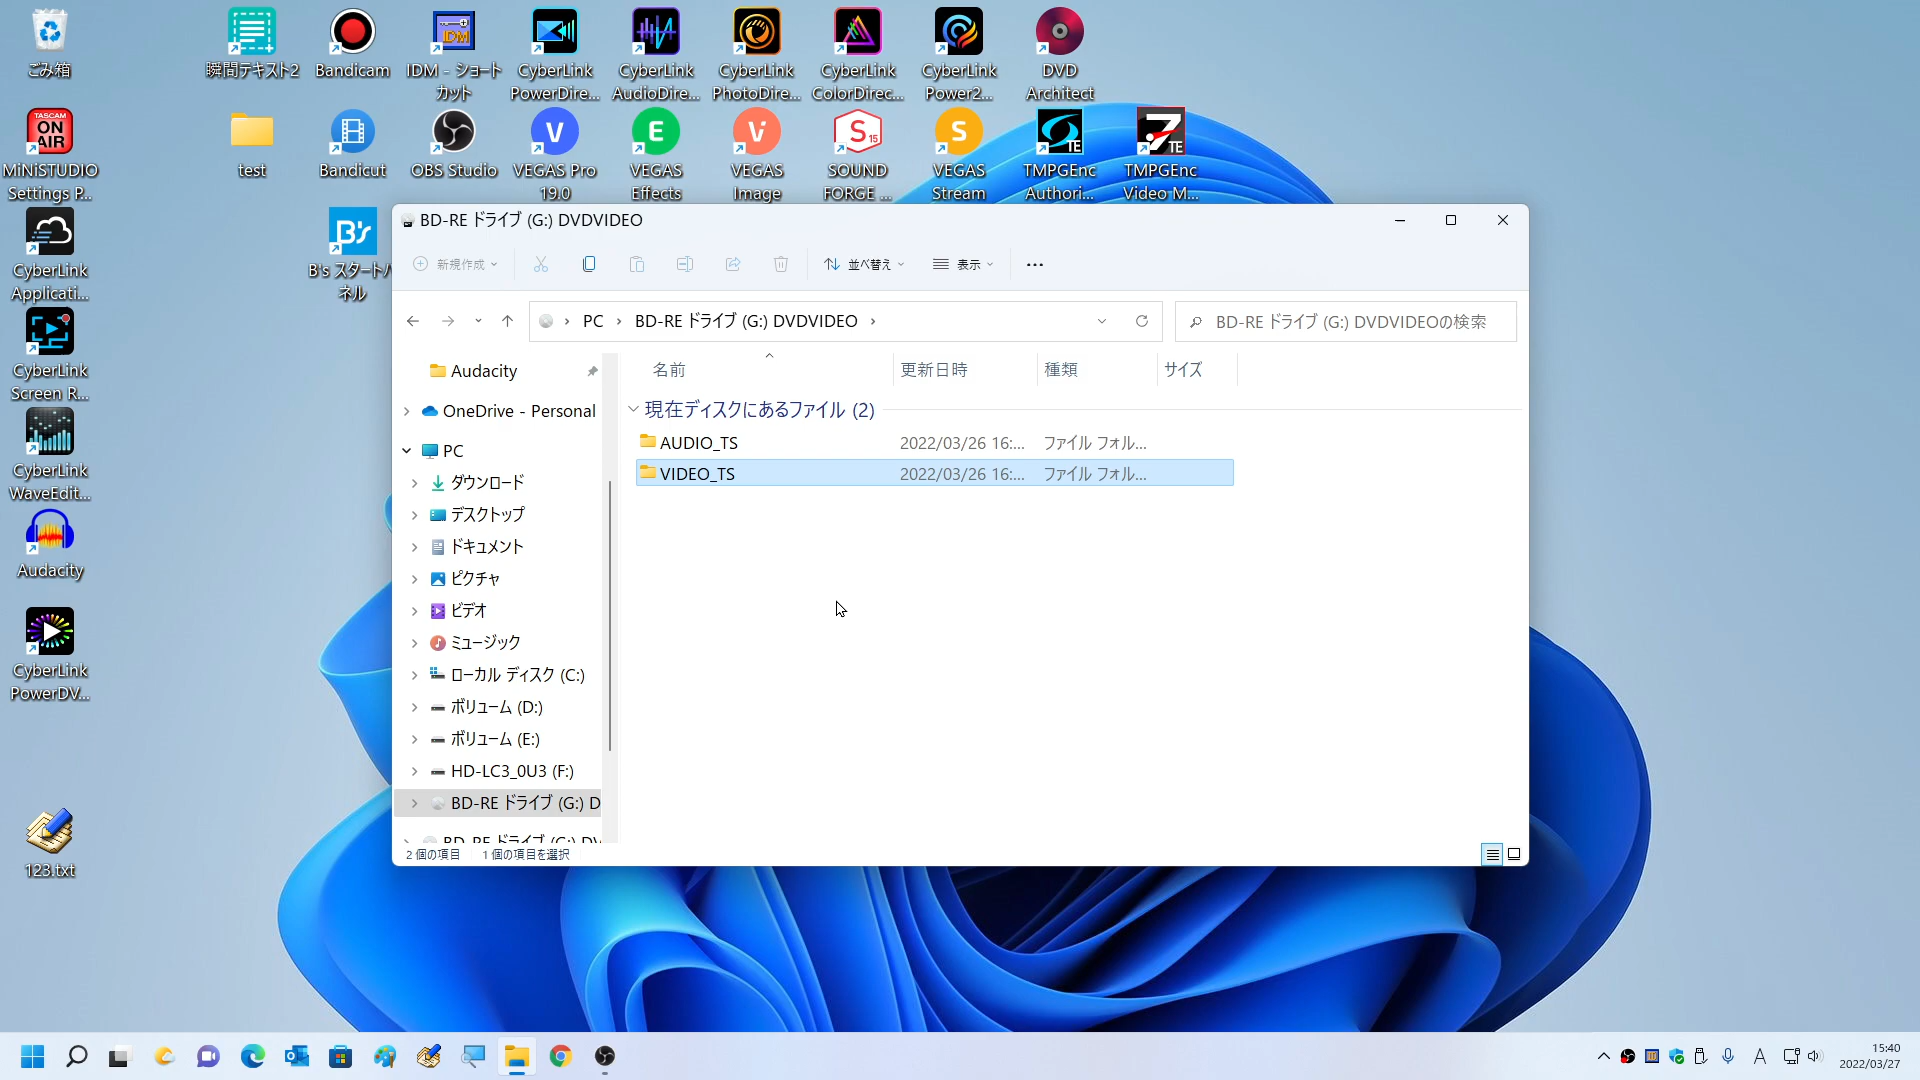 ごみ箱
瞬間テキスト2
Bandicam
IDM - ショート
カット
CyberLink
PowerDire...
CyberLink
AudioDire...
CyberLink
PhotoDire...
CyberLink
ColorDirec...
CyberLink
Power2...
DVD
Architect
TASCAM
ON
AIR
MiNiSTUDIO
Settings P...
test
Bandicut
OBS Studio
VEGAS Pro
19.0
VEGAS
Effects
VEGAS
Image
SOUND
FORGE ...
VEGAS
Stream
TMPGEnc
Authori...
TMPGEnc
Video M...
CyberLink
Applicati...
B's スタートパ
ネル
CyberLink
Screen R...
CyberLink
WaveEdit...
Audacity
CyberLink
PowerDV...
123.txt
BD-RE ドライブ (G:) DVDVIDEO
新規作成
並べ替え
表示
PC
BD-RE ドライブ (G:) DVDVIDEO
BD-RE ドライブ (G:) DVDVIDEOの検索
Audacity
OneDrive - Personal
PC
ダウンロード
デスクトップ
ドキュメント
ピクチャ
ビデオ
ミュージック
ローカル ディスク (C:)
ボリューム (D:)
ボリューム (E:)
HD-LC3_0U3 (F:)
BD-RE ドライブ (G:) D
BD-RE ドライブ (G:) DV
名前 更新日時 種類 サイズ
現在ディスクにあるファイル (2)
AUDIO_TS 2022/03/26 16:... ファイル フォル...
VIDEO_TS 2022/03/26 16:... ファイル フォル...
2 個の項目 1 個の項目を選択
A
15:40
2022/03/27